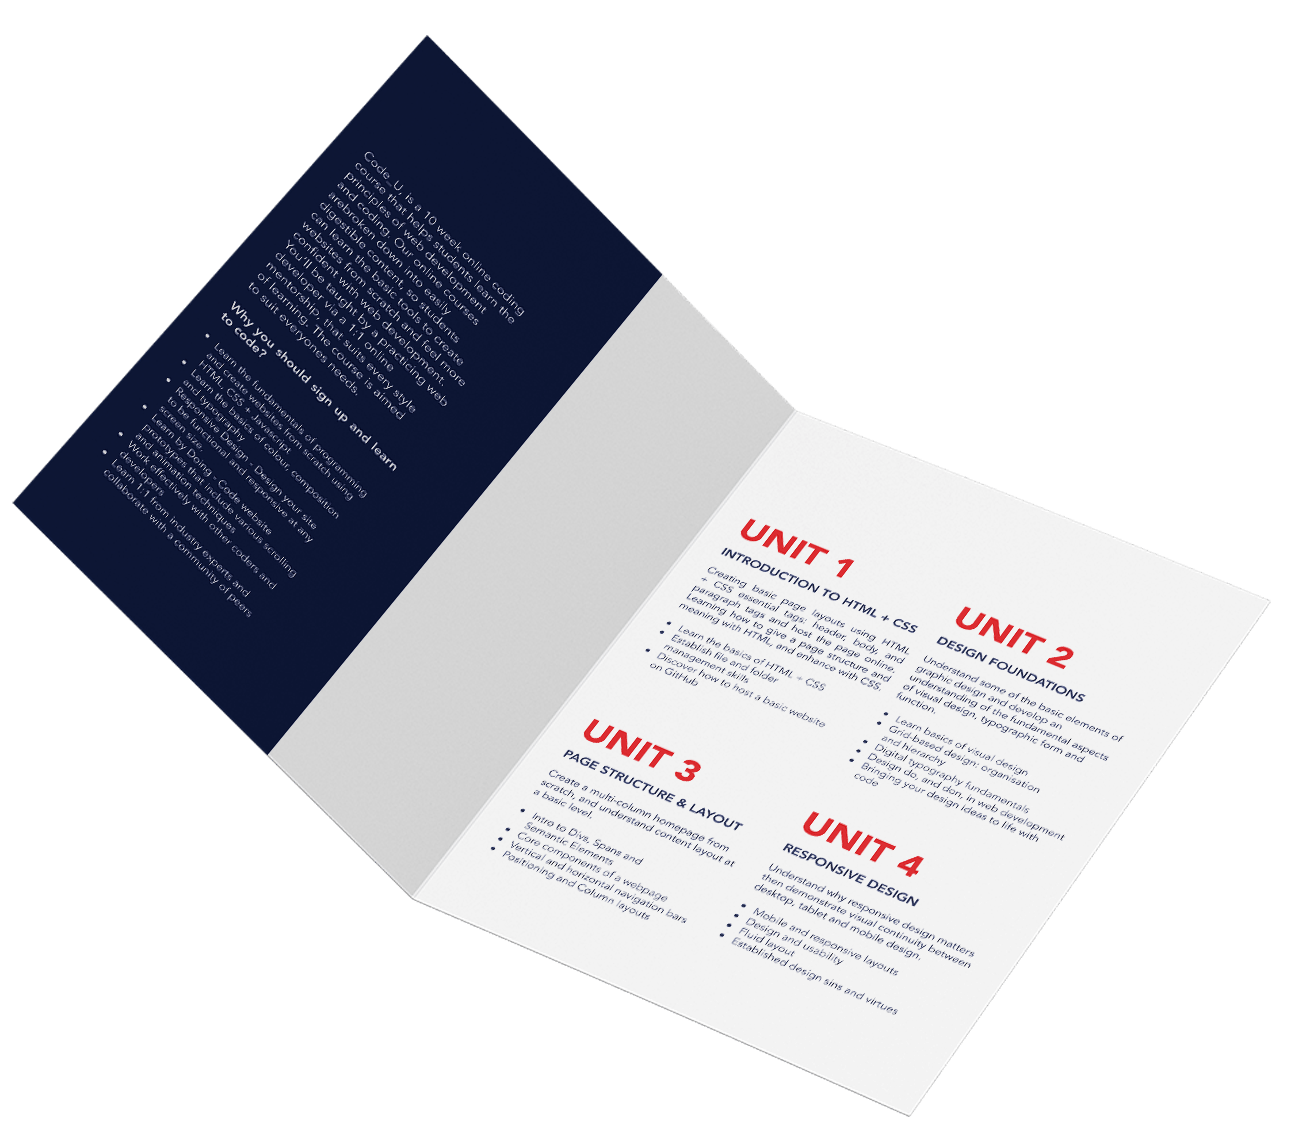 Code_U, is a 10 week online coding
course that helps students learn the
principles of web development
and coding. Our online courses
arebroken down into easily
digestible content, so students
can learn the basic tools to create
websites from scratch and feel more
confident with web development.
You'll be taught by a practicing web
developer via a 1:1 online
mentorship, that suits every style
of learning. The course is aimed
to suit everyones needs.
Why you should sign up and learn
to code?
• Learn the fundamentals of programming
and create websites from scratch using
HTML, CSS + Javascript
• Learn the basics of colour, composition
and typography
• Responsive Design - Design your site
to be functional and responsive at any
screen size.
• Learn by Doing - Code website
prototypes that include various scrolling
and animation techniques
• Work effectively with other coders and
developers
• Learn 1:1 from industry experts and
collaborate with a community of peers
UNIT 1
INTRODUCTION TO HTML + CSS
Creating basic page layouts using HTML
+ CSS essential tags: header, body, and
paragraph tags and host the page online.
Learning how to give a page structure and
meaning with HTML and enhance with CSS.
• Learn the basics of HTML + CSS
• Establish file and folder
management skills
• Discover how to host a basic website
on GitHub
UNIT 2
DESIGN FOUNDATIONS
Understand some of the basic elements of
graphic design and develop an
understanding of the fundamental aspects
of visual design, typographic form and
function.
• Learn basics of visual design
• Grid-based design: organisation
and hierarchy
• Digital typography fundamentals
• Design do, and don, in web development
• Bringing your design ideas to life with
code
UNIT 3
PAGE STRUCTURE & LAYOUT
Create a multi-column homepage from
scratch, and understand content layout at
a basic level.
• Intro to Divs, Spans and
Semantic Elements
• Core components of a webpage
• Vertical and horizontal navigation bars
• Positioning and Column layouts
UNIT 4
RESPONSIVE DESIGN
Understand why responsive design matters
then demonstrate visual continuity between
desktop, tablet and mobile design.
• Mobile and responsive layouts
• Design and usability
• Fluid layout
• Established design sins and virtues